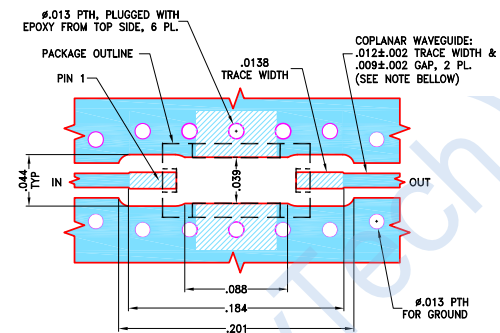 ø.013 PTH, PLUGGED WITH
EPOXY FROM TOP SIDE, 6 PL.
PACKAGE OUTLINE
PIN 1
.0138
TRACE WIDTH
COPLANAR WAVEGUIDE:
.012±.002 TRACE WIDTH &
.009±.002 GAP, 2 PL.
(SEE NOTE BELLOW)
.044
TYP
IN
.039
OUT
.088
.184
.201
ø.013 PTH
FOR GROUND
Tech